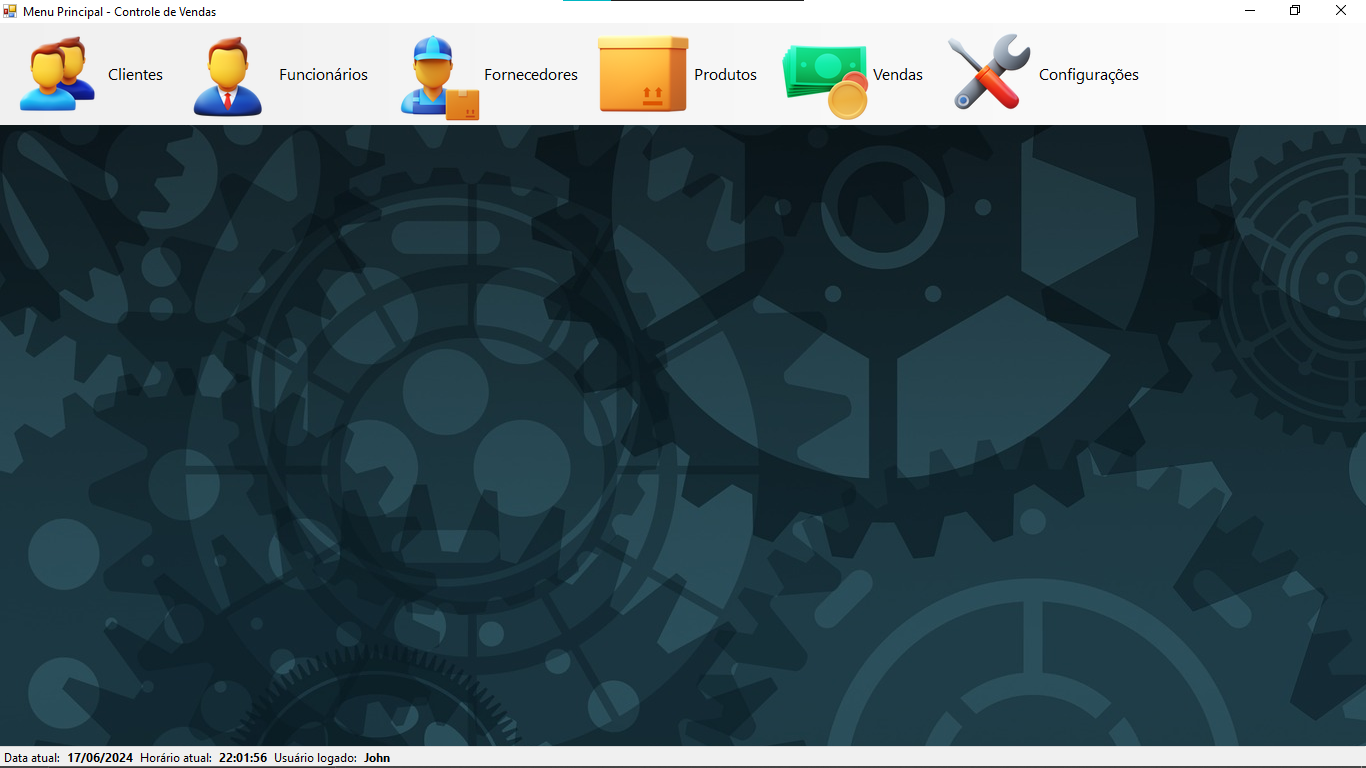 Menu Principal - Controle de Vendas
Clientes Funcionários Fornecedores Produtos Vendas Configurações
Data atual: 17/06/2024 Horário atual: 22:01:56 Usuário logado: John